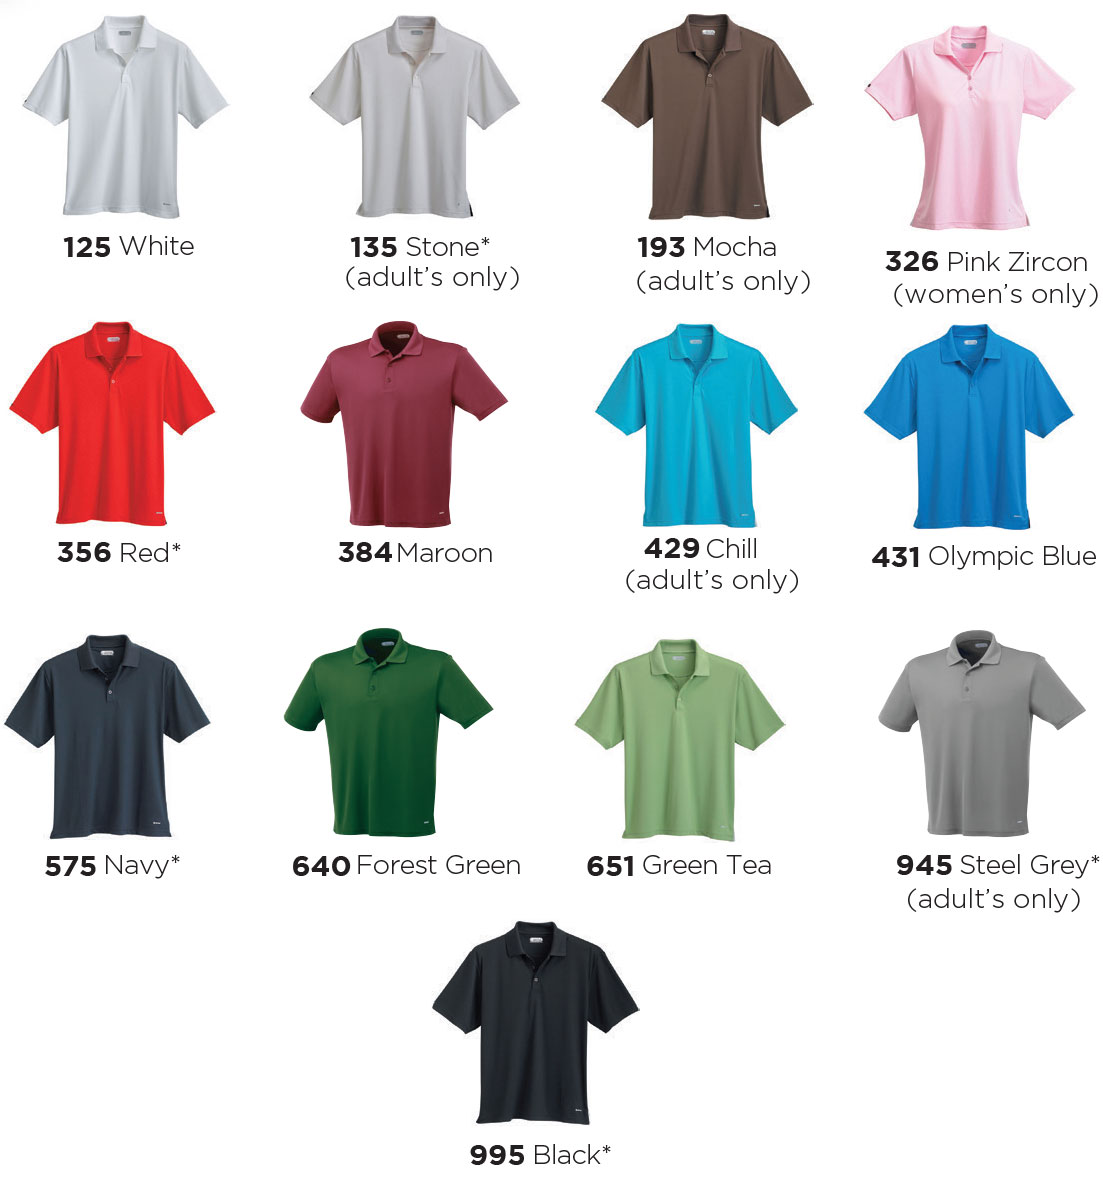 125 White
135 Stone*
(adult's only)
193 Mocha
(adult's only)
326 Pink Zircon
(women's only)
356 Red*
384 Maroon
429 Chill
(adult's only)
431 Olympic Blue
575 Navy*
640 Forest Green
651 Green Tea
945 Steel Grey*
(adult's only)
995 Black*